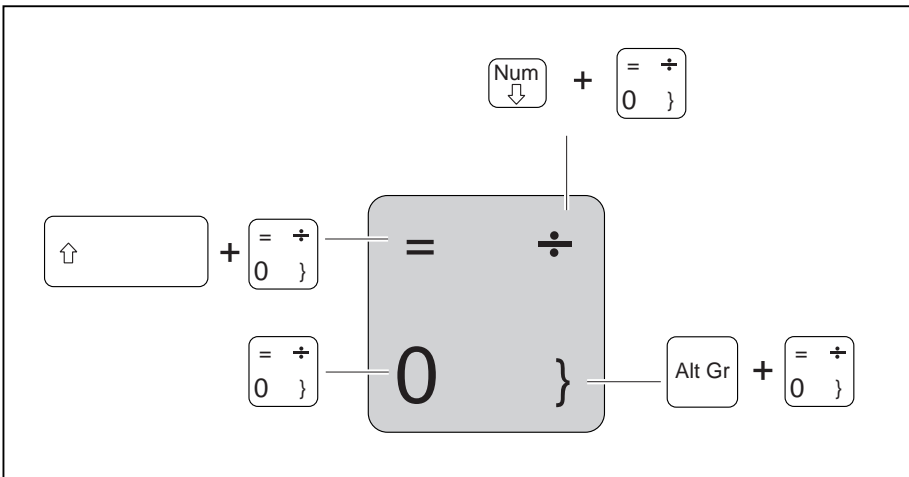 Num + = ÷
0 }
+ = ÷
0 }
= ÷
0 }
= ÷
0 }
Alt Gr + = ÷
0 }